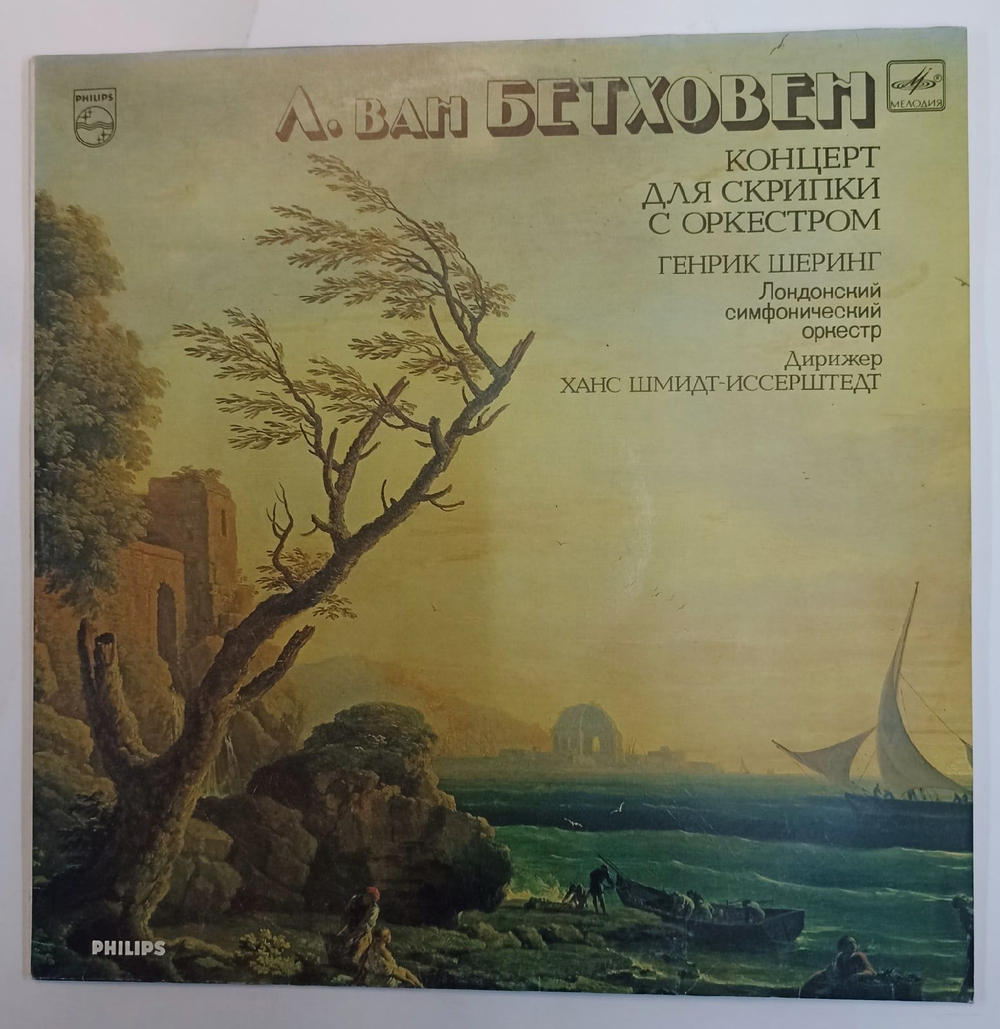 PHILIPS
Л. ВАН БЕТХОВЕН
МЕЛОДИЯ
КОНЦЕРТ
ДЛЯ СКРИПКИ
С ОРКЕСТРОМ
ГЕНРИК ШЕРИНГ
Лондонский
симфонический
оркестр
Дирижер
ХАНС ШМИДТ-ИССЕРШТЕДТ
PHILIPS